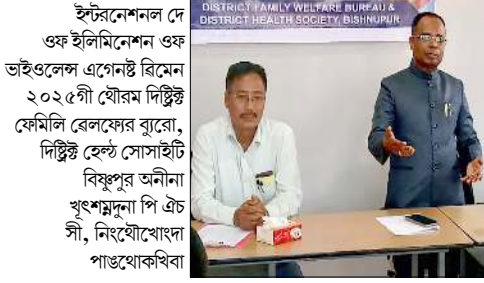 ইন্টরনেশনল দে
ওফ ইলিমিনেশন ওফ
ভাইওলেন্স এগেনষ্ট ৱিমেন
২০২৫গী থৌরম দিষ্ট্রিক্ট
ফেমিলি ৱেলফ্যের ব্যুরো,
দিষ্ট্রিক্ট হেল্থ সোসাইটি
বিষ্ণুপুর অনীনা
খূৎশম্নদুনা পি ঐচ
সী, নিংথৌখোংদা
পাঙথোকখিবা
DISTRICT FAMILY WELFARE BUREAU &
DISTRICT HEALTH SOCIETY, BISHNUPUR